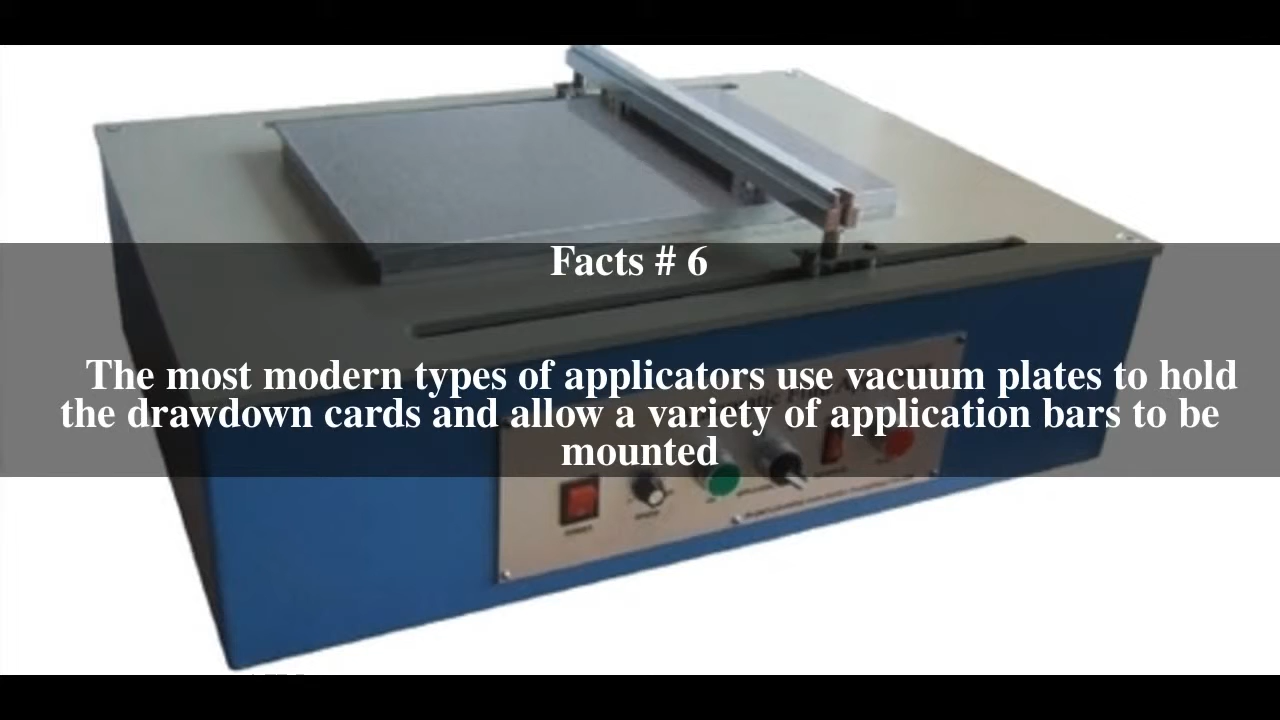 Facts # 6
The most modern types of applicators use vacuum plates to hold
the drawdown cards and allow a variety of application bars to be
mounted